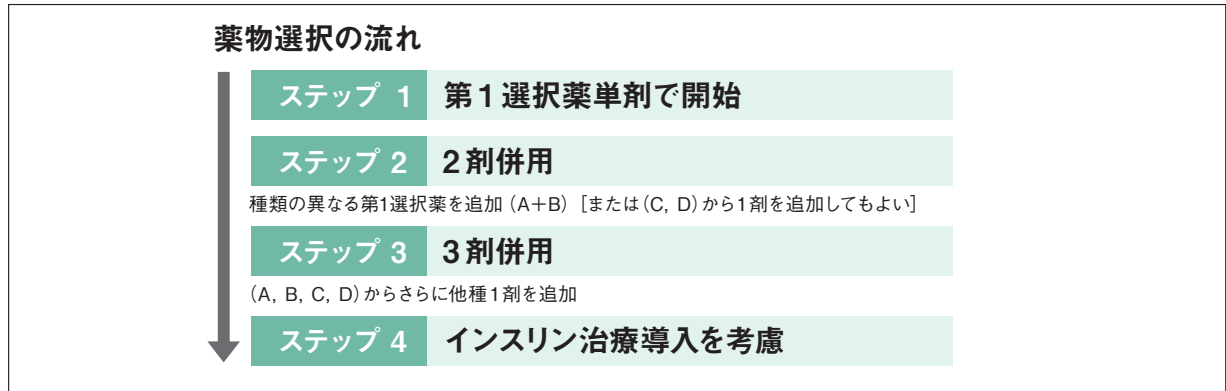 薬物選択の流れ
ステップ 1 第1選択薬単剤で開始
ステップ 2 2剤併用
種類の異なる第1選択薬を追加（A＋B）［または（C, D）から1剤を追加してもよい］
ステップ 3 3剤併用
（A, B, C, D）からさらに他種1剤を追加
ステップ 4 インスリン治療導入を考慮